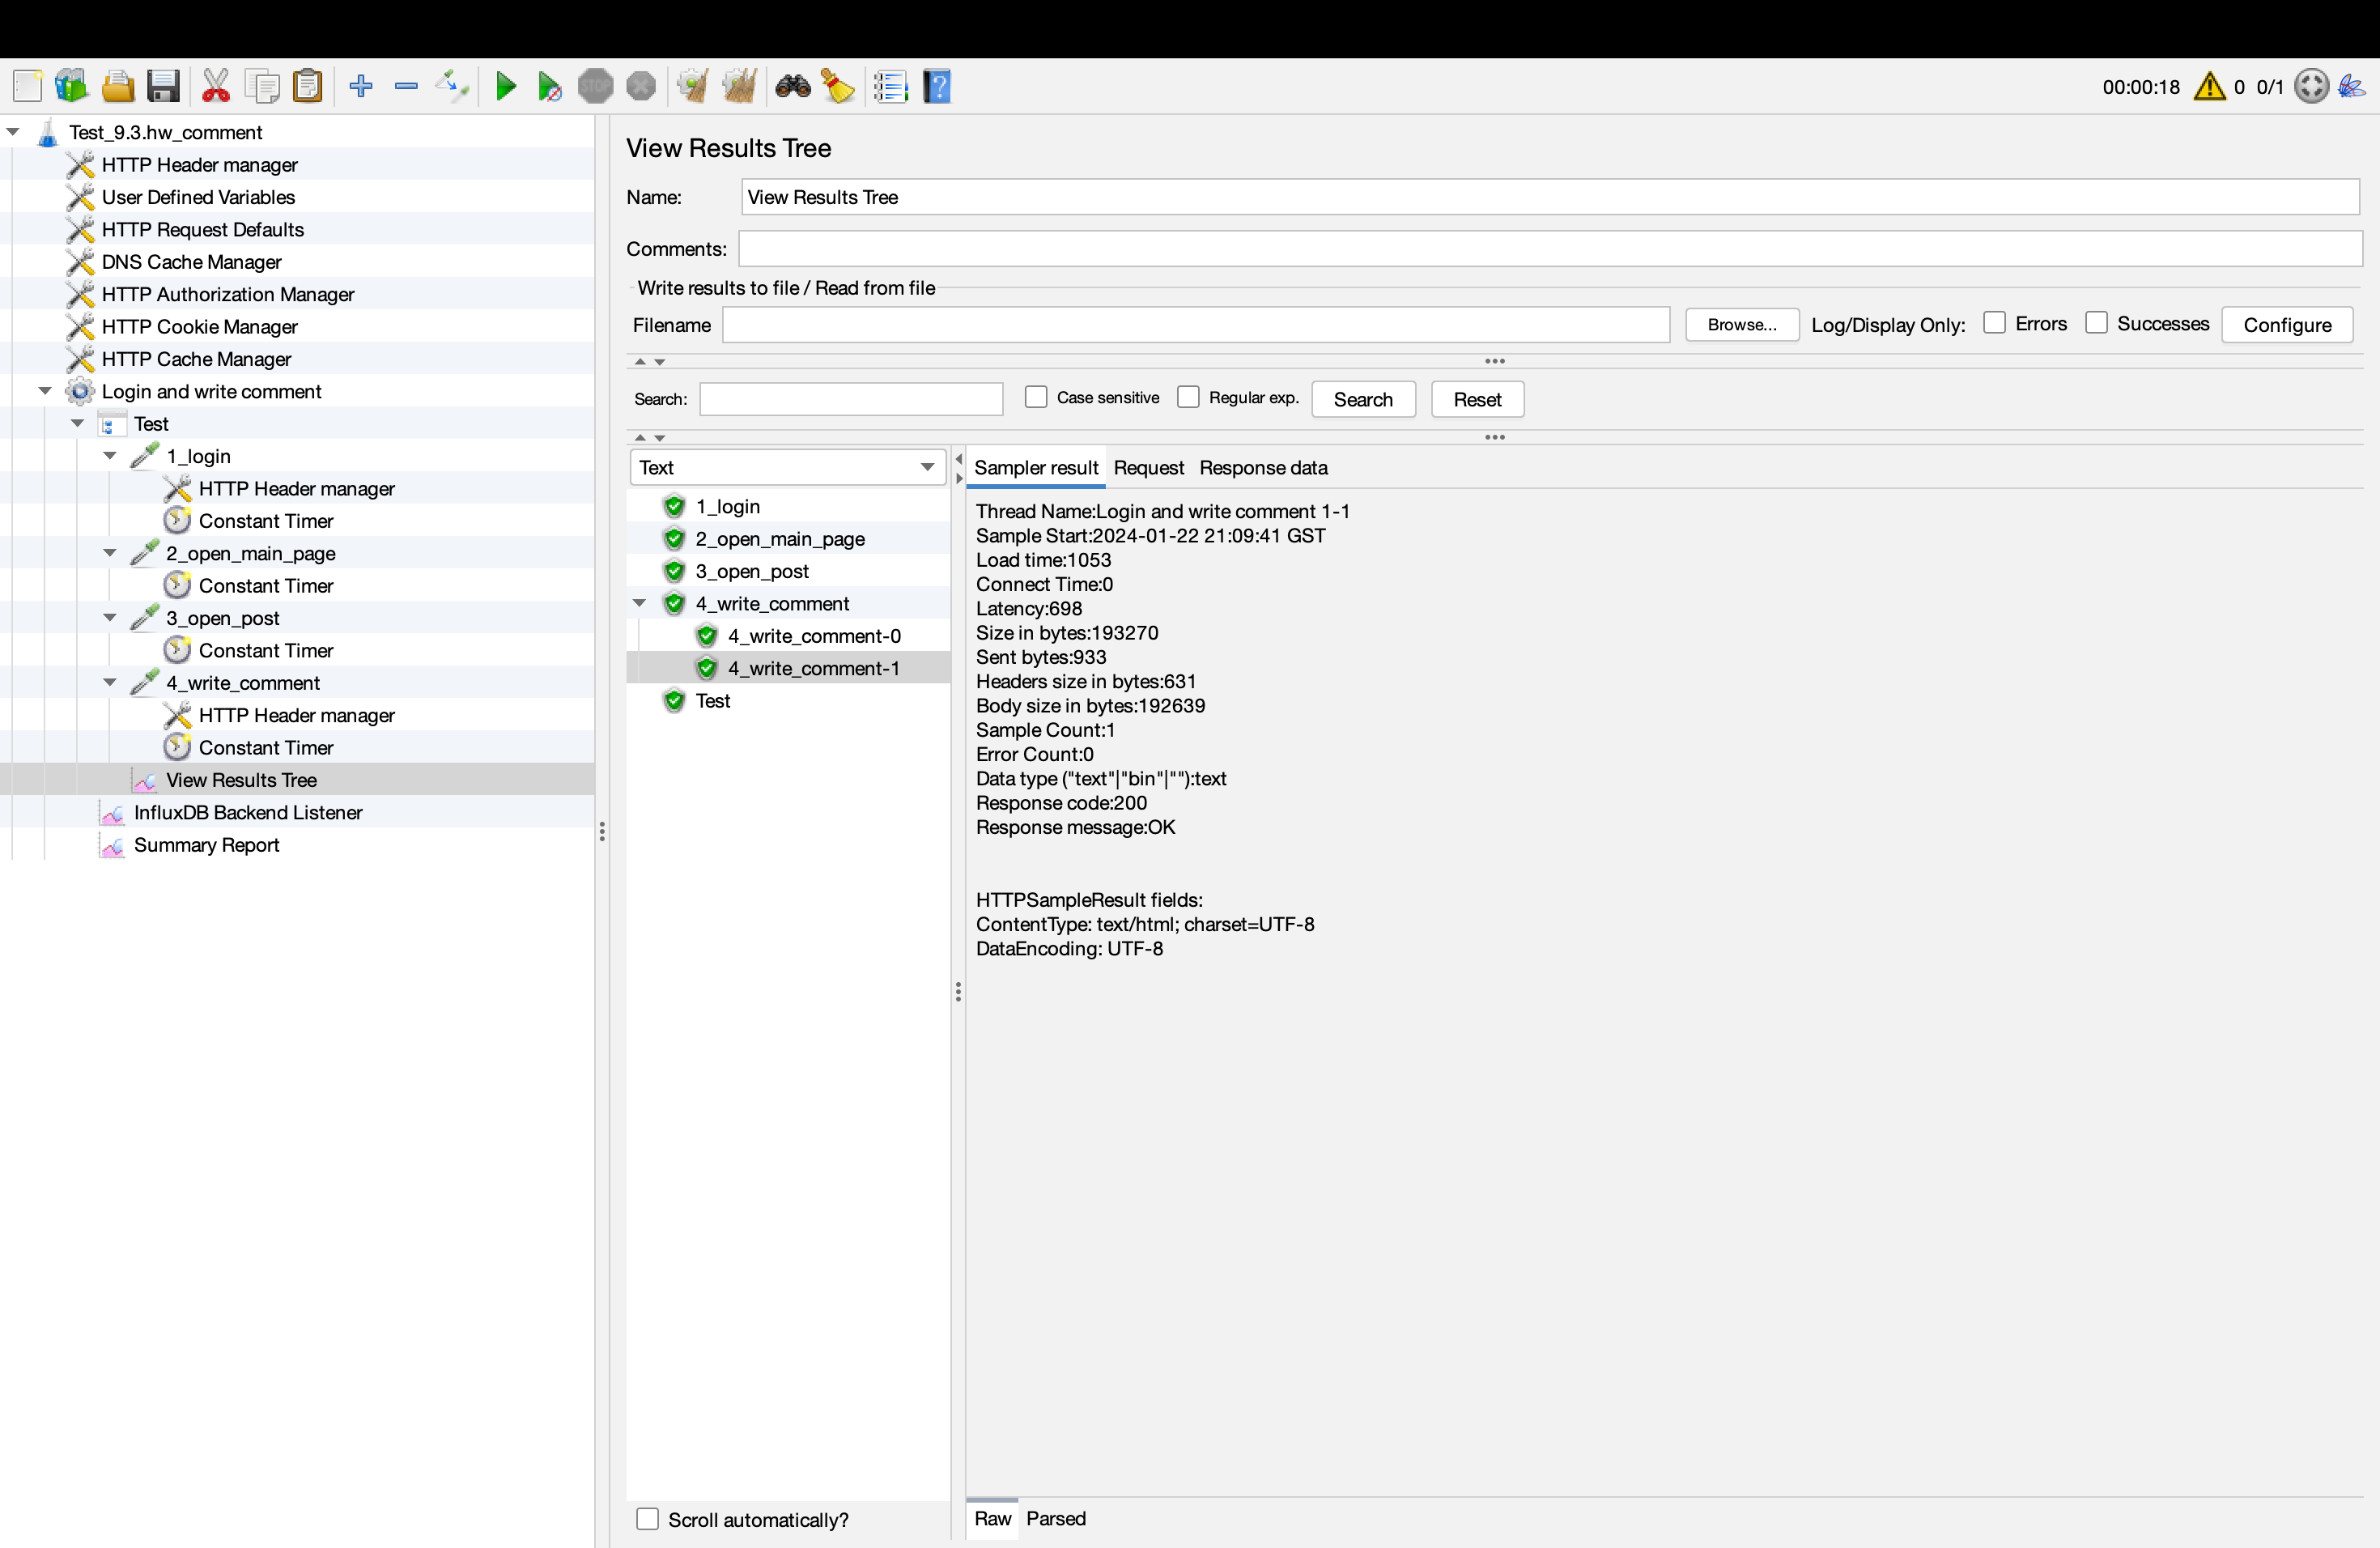 STOP
?
00:00:18 0 0/1
Test_9.3.hw_comment
HTTP Header manager
User Defined Variables
HTTP Request Defaults
DNS Cache Manager
HTTP Authorization Manager
HTTP Cookie Manager
HTTP Cache Manager
Login and write comment
Test
1_login
HTTP Header manager
Constant Timer
2_open_main_page
Constant Timer
3_open_post
Constant Timer
4_write_comment
HTTP Header manager
Constant Timer
View Results Tree
InfluxDB Backend Listener
Summary Report
View Results Tree
Name: View Results Tree
Comments:
Write results to file / Read from file
Filename Browse... Log/Display Only: Errors Successes Configure
Search: Case sensitive Regular exp. Search Reset
Text
1_login
2_open_main_page
3_open_post
4_write_comment
4_write_comment-0
4_write_comment-1
Test
Scroll automatically?
Sampler result Request Response data
Thread Name:Login and write comment 1-1
Sample Start:2024-01-22 21:09:41 GST
Load time:1053
Connect Time:0
Latency:698
Size in bytes:193270
Sent bytes:933
Headers size in bytes:631
Body size in bytes:192639
Sample Count:1
Error Count:0
Data type ("text"|"bin"|""):text
Response code:200
Response message:OK
HTTPSampleResult fields:
ContentType: text/html; charset=UTF-8
DataEncoding: UTF-8
Raw Parsed